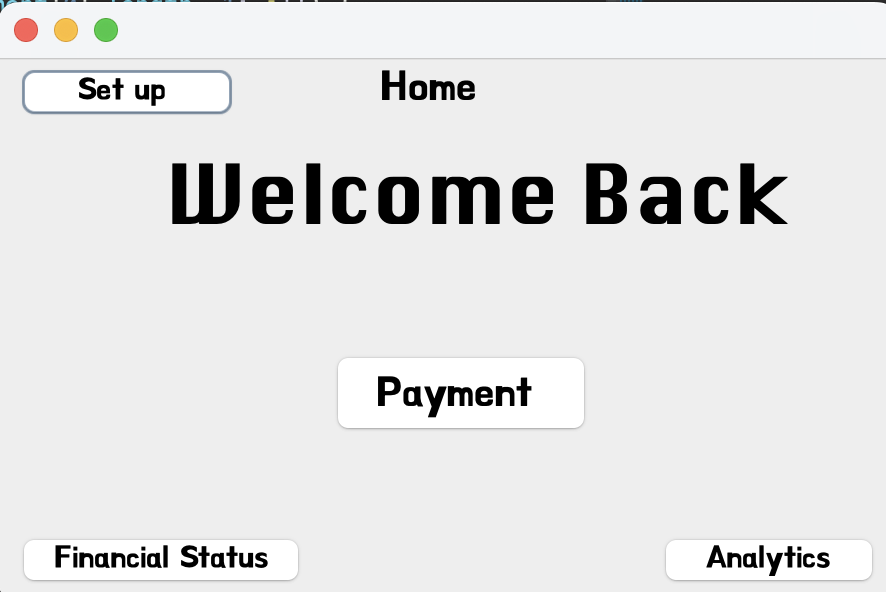 Set up
Home
Welcome Back
Payment
Financial Status
Analytics